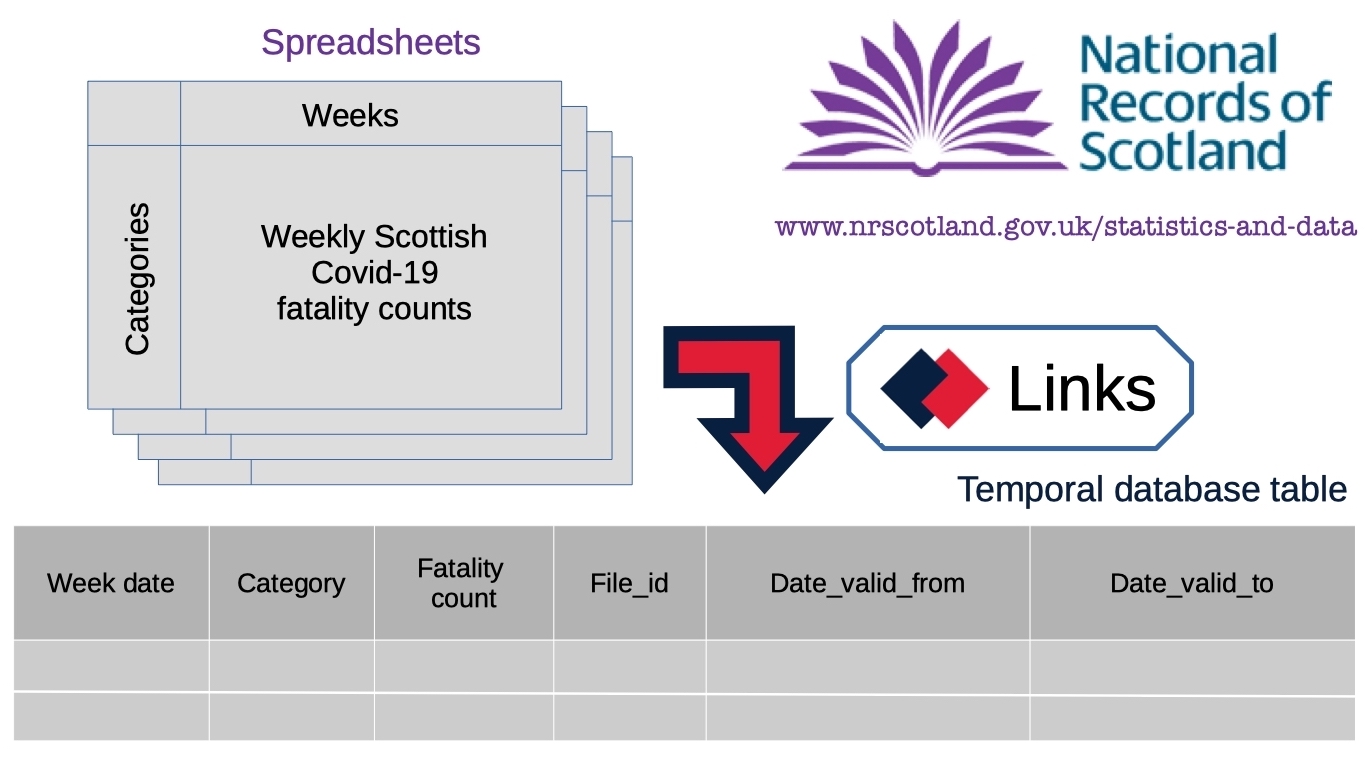 Spreadsheets
National
Records of
Scotland
www.nrscotland.gov.uk/statistics-and-data
Weeks
Categories
Weekly Scottish
Covid-19
fatality counts
Links
Temporal database table
Week date
Category
Fatality
count
File_id
Date_valid_from
Date_valid_to